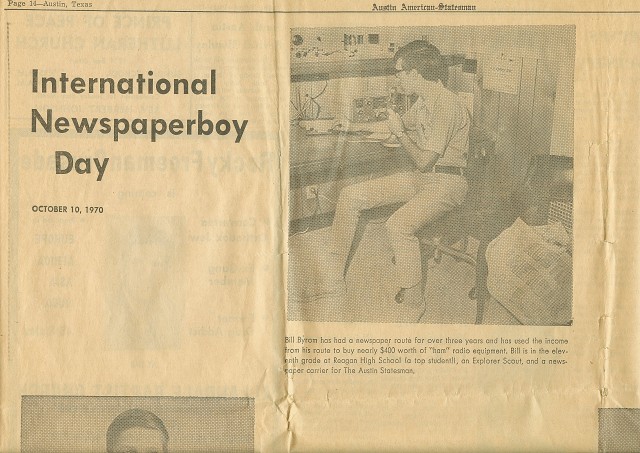 Page 14—Austin, Texas
Austin American-Statesman
International
Newspaperboy
Day
OCTOBER 10, 1970
Bill Byrom has had a newspaper route for over three years and has used the income
from his route to buy nearly $400 worth of "ham" radio equipment. Bill is in the elev-
enth grade at Reagan High School (a top student!), an Explorer Scout, and a news-
paper carrier for The Austin Statesman.